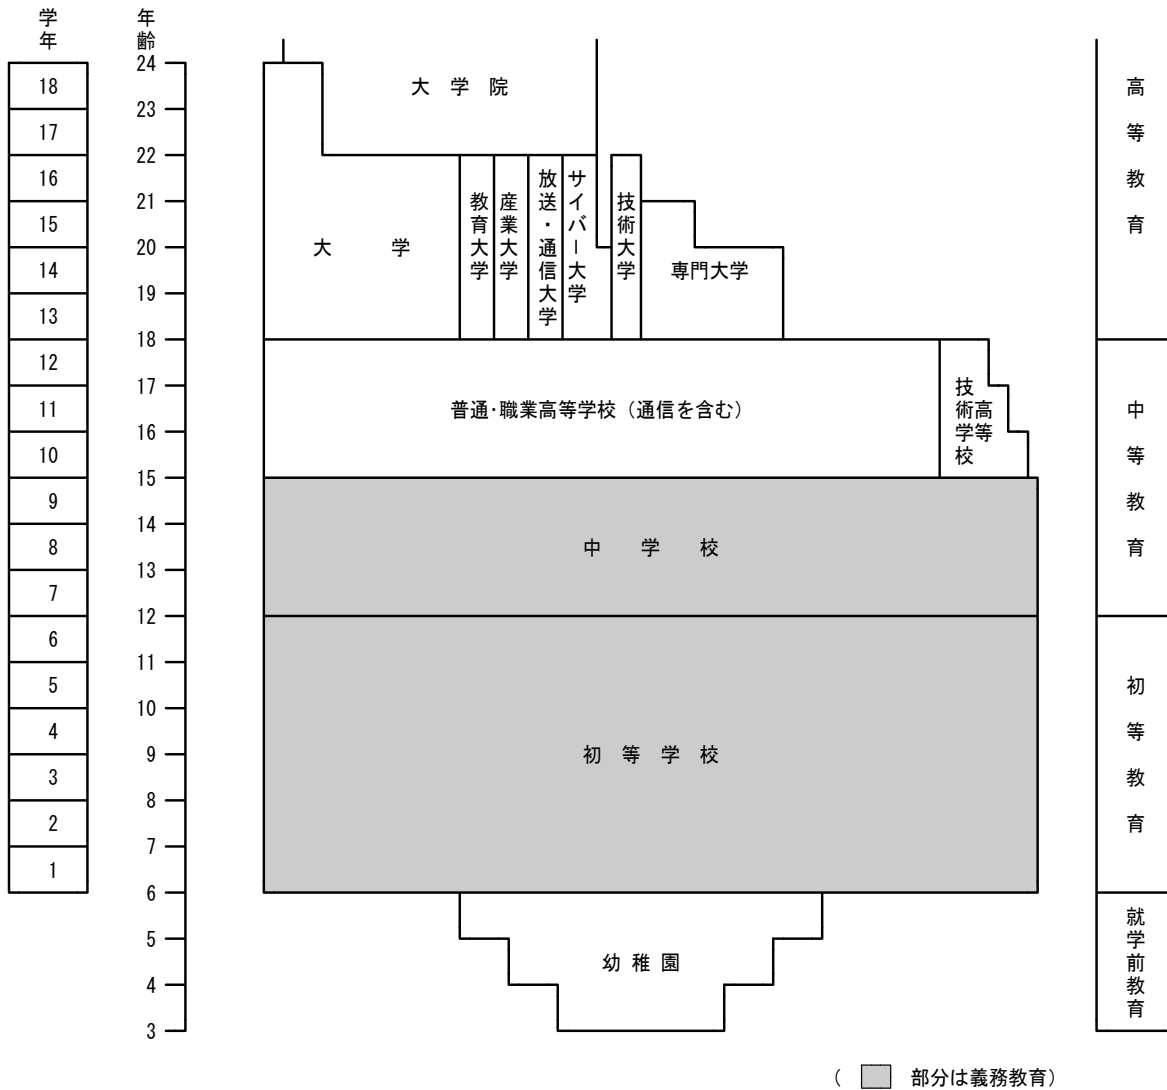 学年
年齢
24
18
23
17
22
16
21
15
20
14
19
13
18
12
17
11
16
10
15
9
14
8
13
7
12
6
11
5
10
4
9
3
8
2
7
1
6
5
4
3
大学院
大学
教育大学
産業大学
放送・通信大学
サイバー大学
技術大学
専門大学
普通・職業高等学校（通信を含む）
技術高等学校
中学校
初等学校
幼稚園
高等教育
中等教育
初等教育
就学前教育
（ 部分は義務教育）